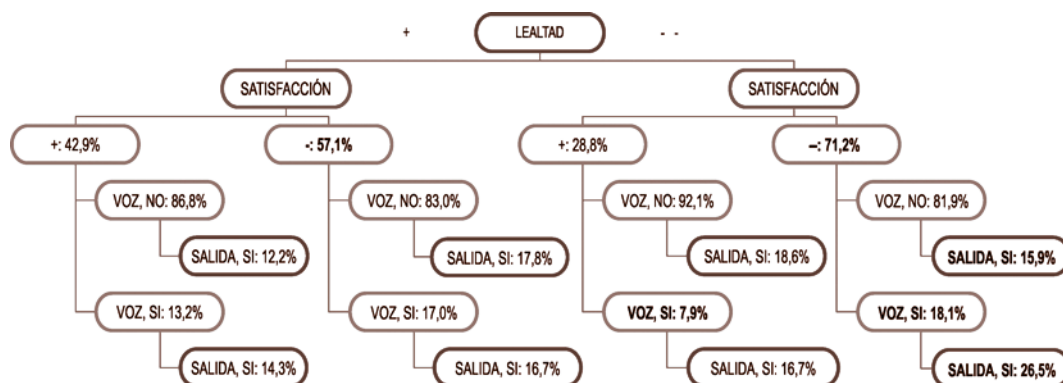 + LEALTAD - -
SATISFACCIÓN SATISFACCIÓN
+: 42,9% -: 57,1% +: 28,8% –: 71,2%
VOZ, NO: 86,8% VOZ, NO: 83,0% VOZ, NO: 92,1% VOZ, NO: 81,9%
SALIDA, SI: 12,2% SALIDA, SI: 17,8% SALIDA, SI: 18,6% SALIDA, SI: 15,9%
VOZ, SI: 13,2% VOZ, SI: 17,0% VOZ, SI: 7,9% VOZ, SI: 18,1%
SALIDA, SI: 14,3% SALIDA, SI: 16,7% SALIDA, SI: 16,7% SALIDA, SI: 26,5%